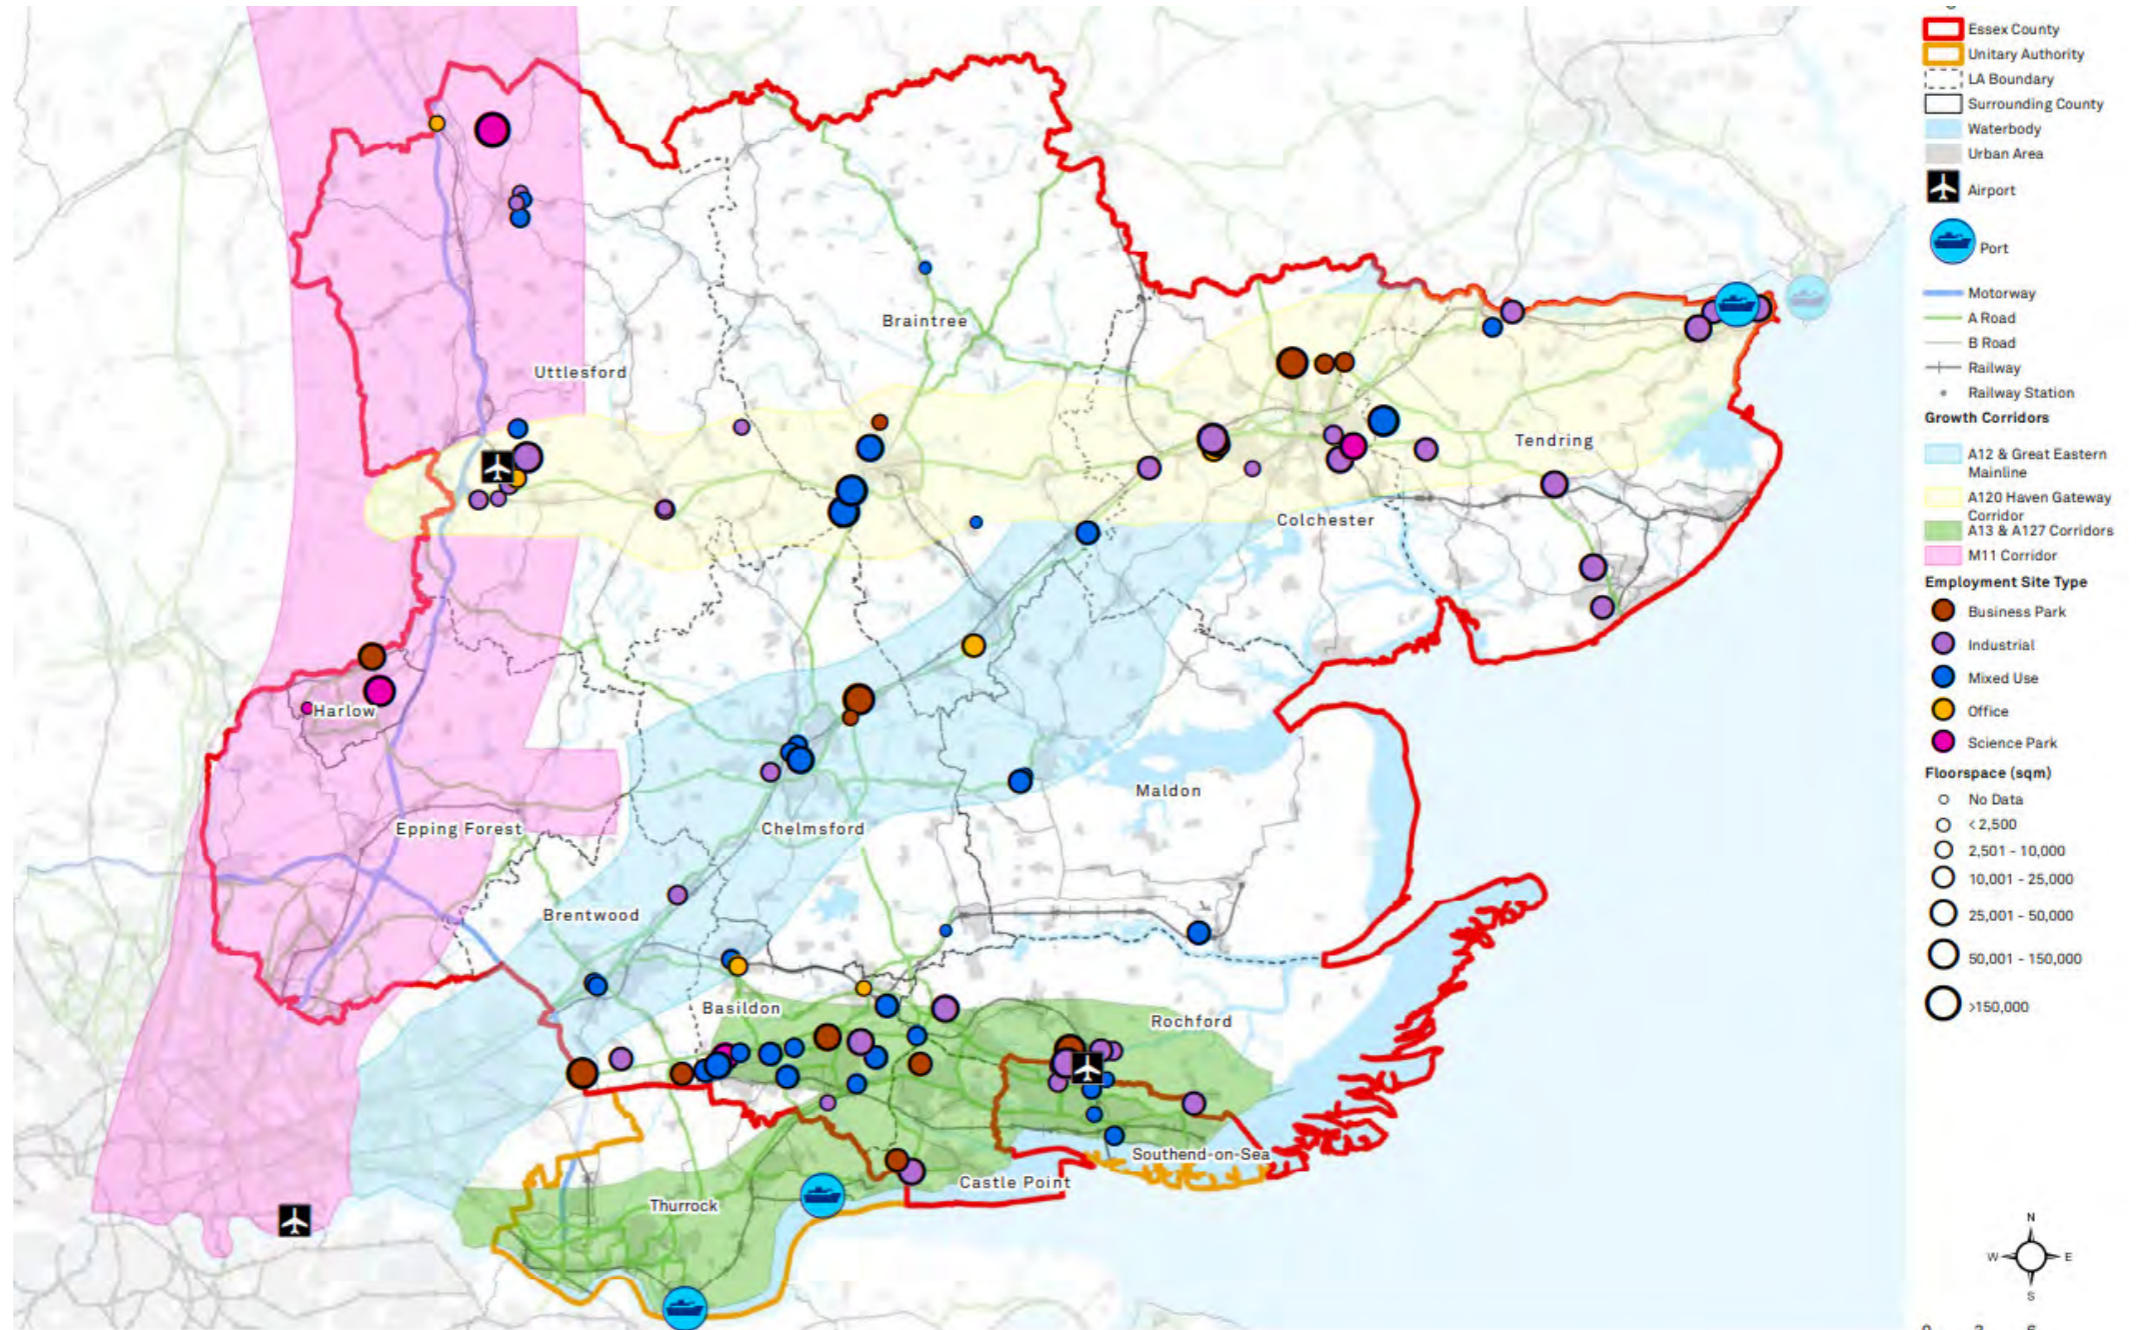 Essex County
Unitary Authority
LA Boundary
Surrounding County
Waterbody
Urban Area
Airport
Port
Motorway
A Road
B Road
Railway
Railway Station
Growth Corridors
A12 & Great Eastern
Mainline
A120 Haven Gateway
Corridor
A13 & A127 Corridors
M11 Corridor
Employment Site Type
Business Park
Industrial
Mixed Use
Office
Science Park
Floorspace (sqm)
No Data
< 2,500
2,501 - 10,000
10,001 - 25,000
25,001 - 50,000
50,001 - 150,000
>150,000
N
W
E
S
Braintree
Uttlesford
Tendring
Colchester
Harlow
Maldon
Epping Forest
Chelmsford
Brentwood
Basildon
Rochford
Southend-on-Sea
Castle Point
Thurrock